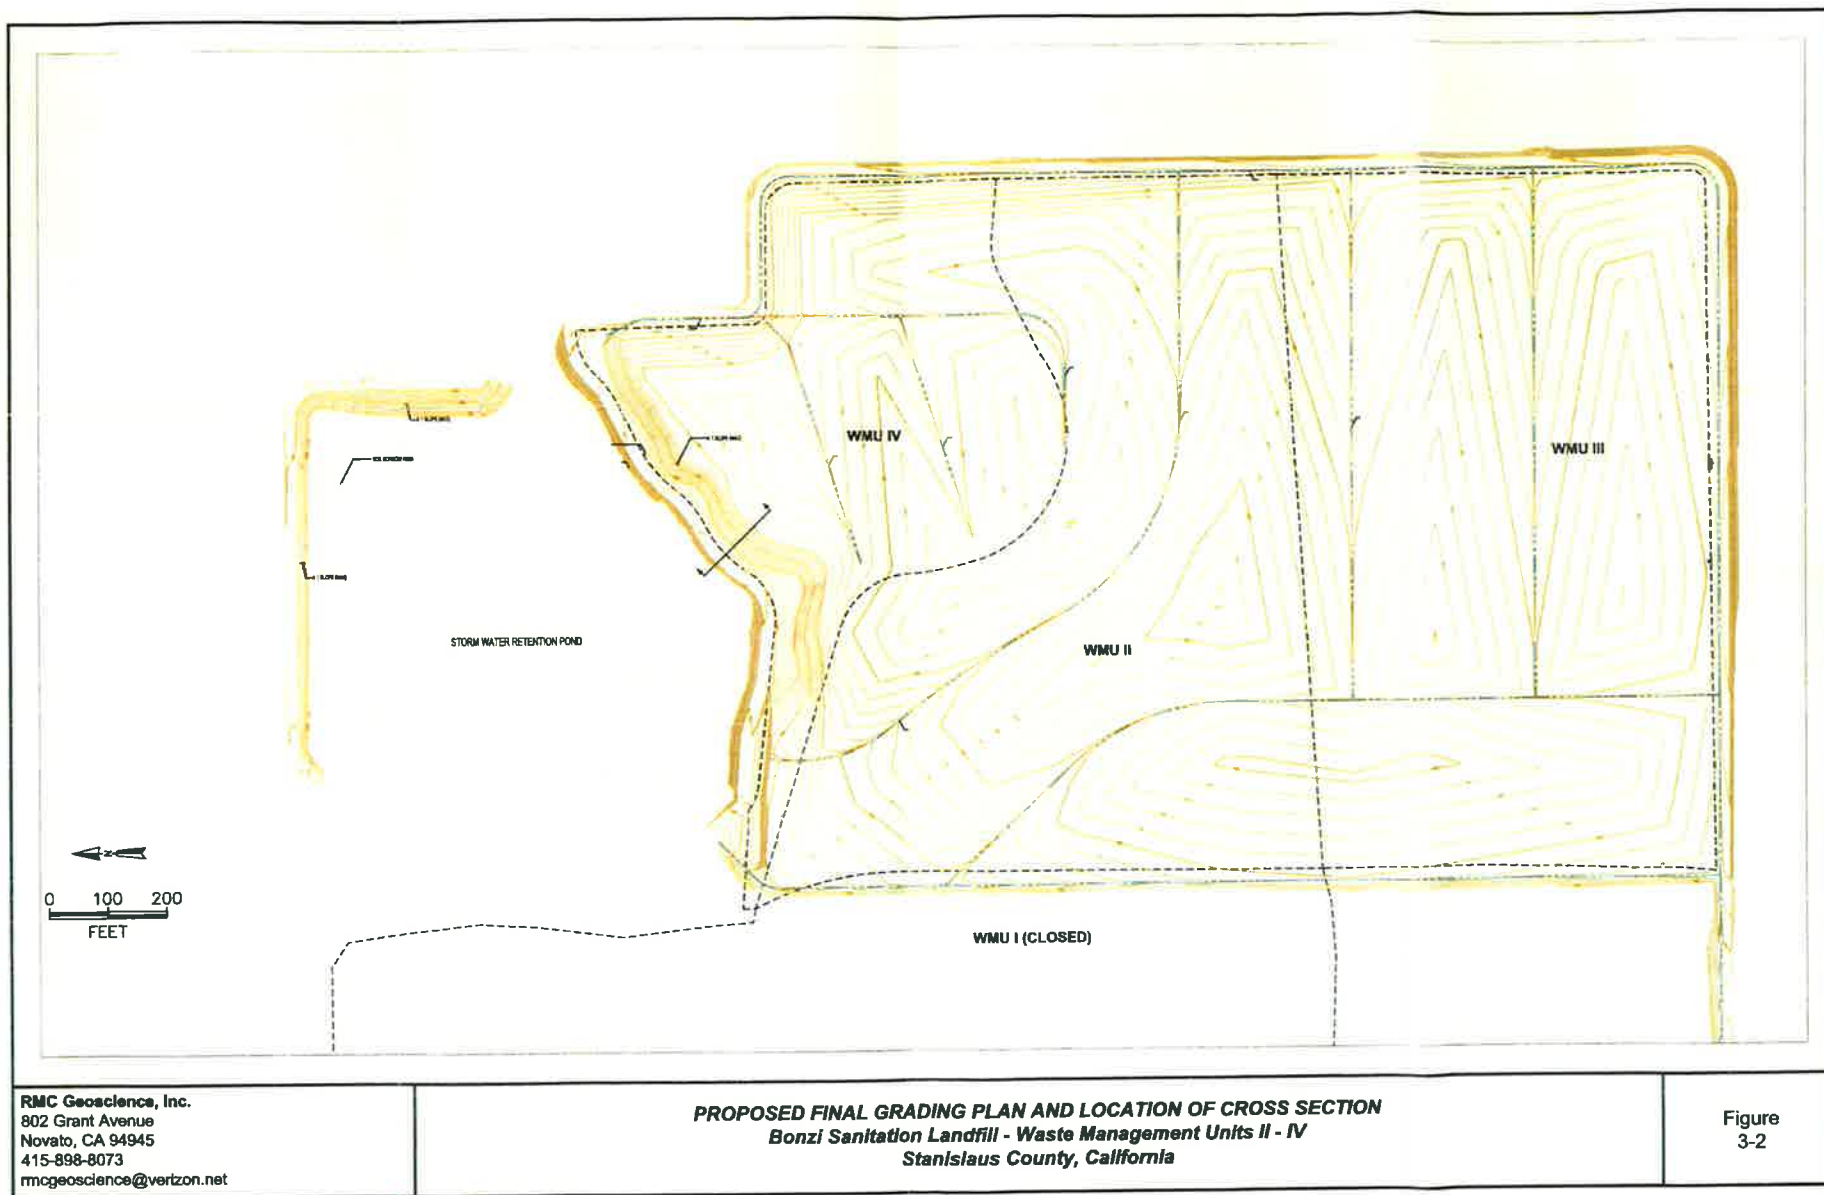 WMU IV
WMU III
STORM WATER RETENTION POND
WMU II
N
0 100 200
FEET
WMU I (CLOSED)
RMC Geoscience, Inc.
802 Grant Avenue
Novato, CA 94945
415-898-8073
rmcgeoscience@verizon.net
PROPOSED FINAL GRADING PLAN AND LOCATION OF CROSS SECTION
Bonzi Sanitation Landfill - Waste Management Units II - IV
Stanislaus County, California
Figure
3-2